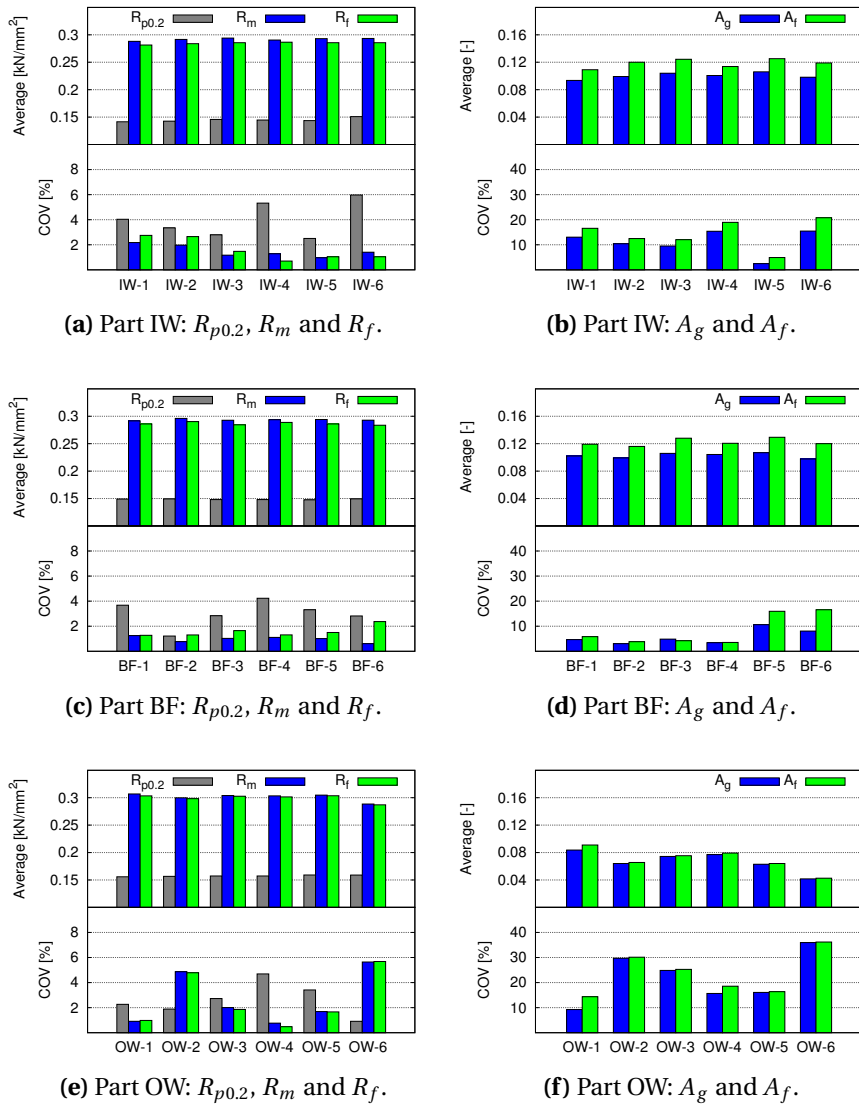 R_p0.2 R_m R_f
Average [kN/mm²]
0.3
0.25
0.2
0.15
COV [%]
8
6
4
2
IW-1 IW-2 IW-3 IW-4 IW-5 IW-6
(a) Part IW: R_p0.2, R_m and R_f.
A_g A_f
Average [-]
0.16
0.12
0.08
0.04
COV [%]
40
30
20
10
IW-1 IW-2 IW-3 IW-4 IW-5 IW-6
(b) Part IW: A_g and A_f.
R_p0.2 R_m R_f
Average [kN/mm²]
0.3
0.25
0.2
0.15
COV [%]
8
6
4
2
BF-1 BF-2 BF-3 BF-4 BF-5 BF-6
(c) Part BF: R_p0.2, R_m and R_f.
A_g A_f
Average [-]
0.16
0.12
0.08
0.04
COV [%]
40
30
20
10
BF-1 BF-2 BF-3 BF-4 BF-5 BF-6
(d) Part BF: A_g and A_f.
R_p0.2 R_m R_f
Average [kN/mm²]
0.3
0.25
0.2
0.15
COV [%]
8
6
4
2
OW-1 OW-2 OW-3 OW-4 OW-5 OW-6
(e) Part OW: R_p0.2, R_m and R_f.
A_g A_f
Average [-]
0.16
0.12
0.08
0.04
COV [%]
40
30
20
10
OW-1 OW-2 OW-3 OW-4 OW-5 OW-6
(f) Part OW: A_g and A_f.